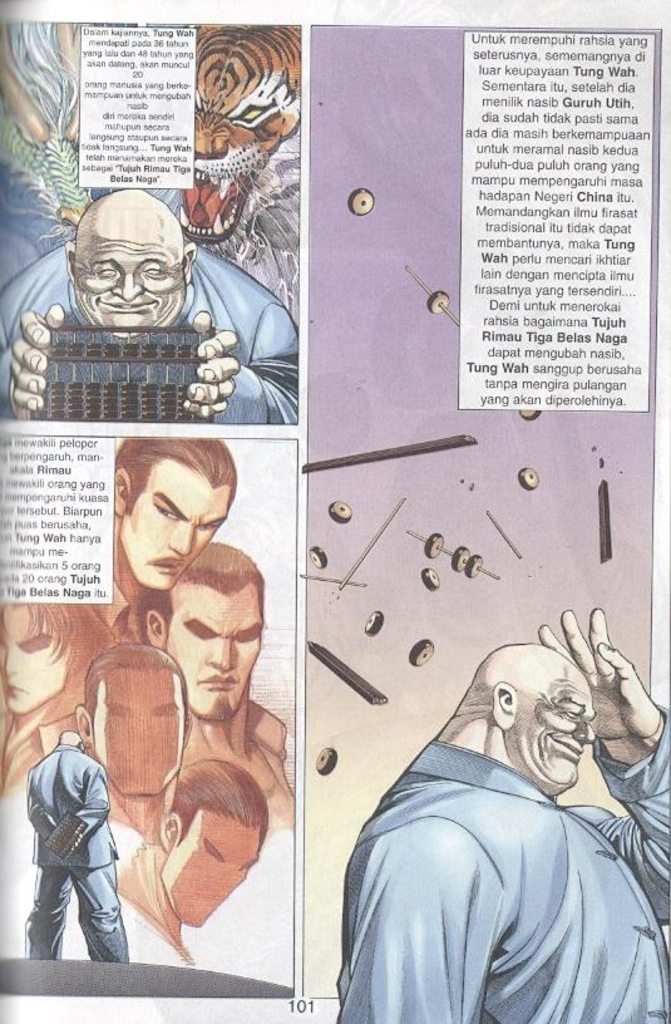 Dalam kajiannya, Tung Wah
mendapati pada 36 tahun
yang lalu dan 48 tahun yang
akan datang, akan muncul
20
orang manusia yang berke-
mampuan untuk mengubah
nasib
diri mereka sendiri
mahupun secara
langsung ataupun secara
tidak langsung.... Tung Wah
telah menamakan mereka
sebagai "Tujuh Rimau Tiga
Belas Naga".
mewakili pelopor
berpengaruh, man-
akala Rimau
mewakili orang yang
mempengaruhi kuasa
tersebut. Biarpun
puas berusaha,
Tung Wah hanya
mampu me-
ifikasikan 5 orang
20 orang Tujuh
Tiga Belas Naga itu.
Untuk merempuhi rahsia yang
seterusnya, sememangnya di
luar keupayaan Tung Wah.
Sementara itu, setelah dia
menilik nasib Guruh Utih,
dia sudah tidak pasti sama
ada dia masih berkemampuaan
untuk meramal nasib kedua
puluh-dua puluh orang yang
mampu mempengaruhi masa
hadapan Negeri China itu.
Memandangkan ilmu firasat
tradisional itu tidak dapat
membantunya, maka Tung
Wah perlu mencari ikhtiar
lain dengan mencipta ilmu
firasatnya yang tersendiri....
Demi untuk menerokai
rahsia bagaimana Tujuh
Rimau Tiga Belas Naga
dapat mengubah nasib,
Tung Wah sanggup berusaha
tanpa mengira pulangan
yang akan diperolehinya.
101